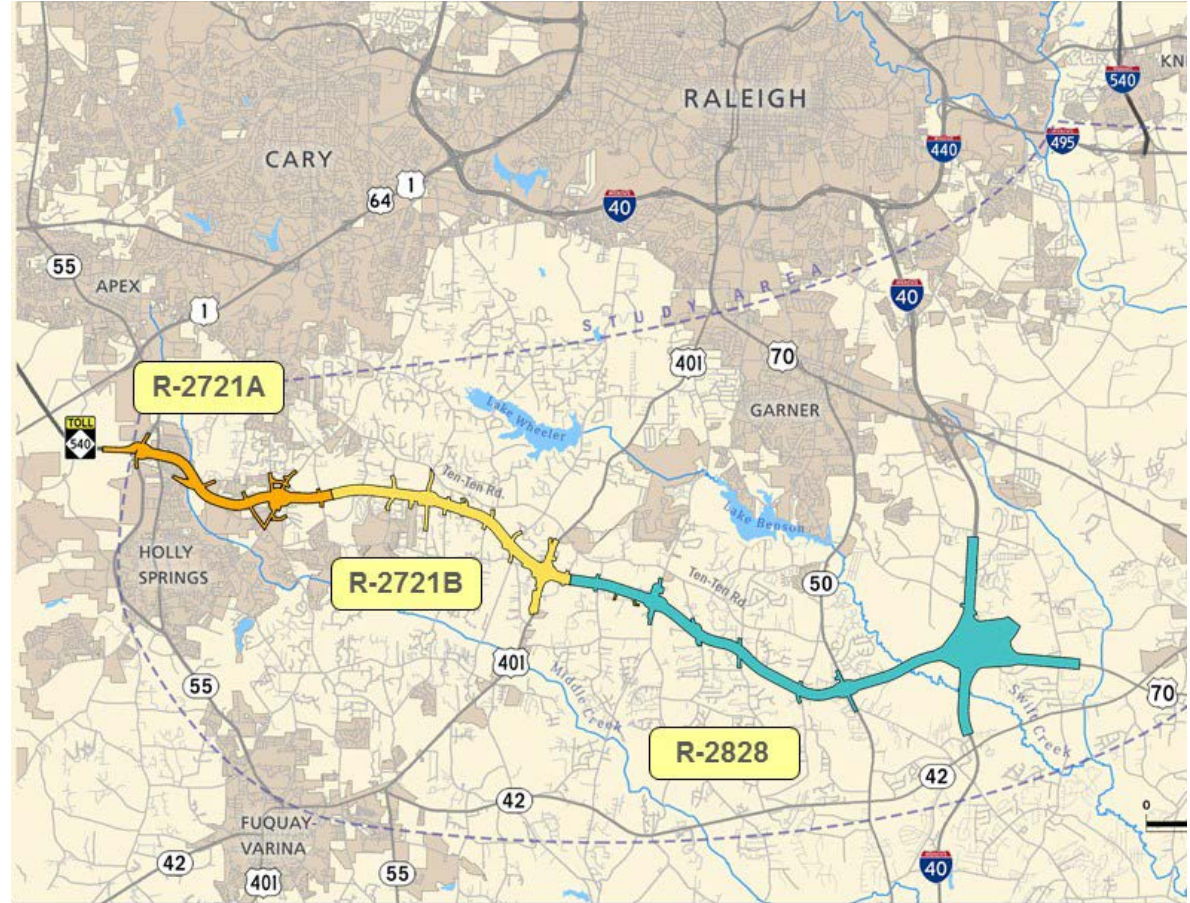 RALEIGH
KN
540
CARY
440
495
64
1
40
55
APEX
1
40
STUDY AREA
401
70
R-2721A
GARNER
Lake Wheeler
TOLL
540
Ten-Ten Rd.
Lake Benson
HOLLY
SPRINGS
R-2721B
Ten-Ten Rd.
50
401
Middle Creek
55
Swift Creek
70
R-2828
42
42
0
FUQUAY-
VARINA
42
401
55
40